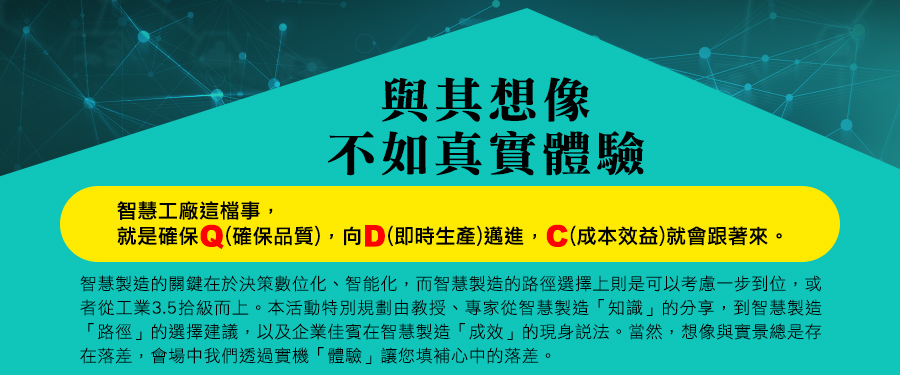 與其想像
不如真實體驗
智慧工廠這檔事，
就是確保Q(確保品質)，向D(即時生產)邁進，C(成本效益)就會跟著來。
智慧製造的關鍵在於決策數位化、智能化，而智慧製造的路徑選擇上則是可以考慮一步到位，或
者從工業3.5拾級而上。本活動特別規劃由教授、專家從智慧製造「知識」的分享，到智慧製造
「路徑」的選擇建議，以及企業佳賓在智慧製造「成效」的現身說法。當然，想像與實景總是存
在落差，會場中我們透過實機「體驗」讓您填補心中的落差。